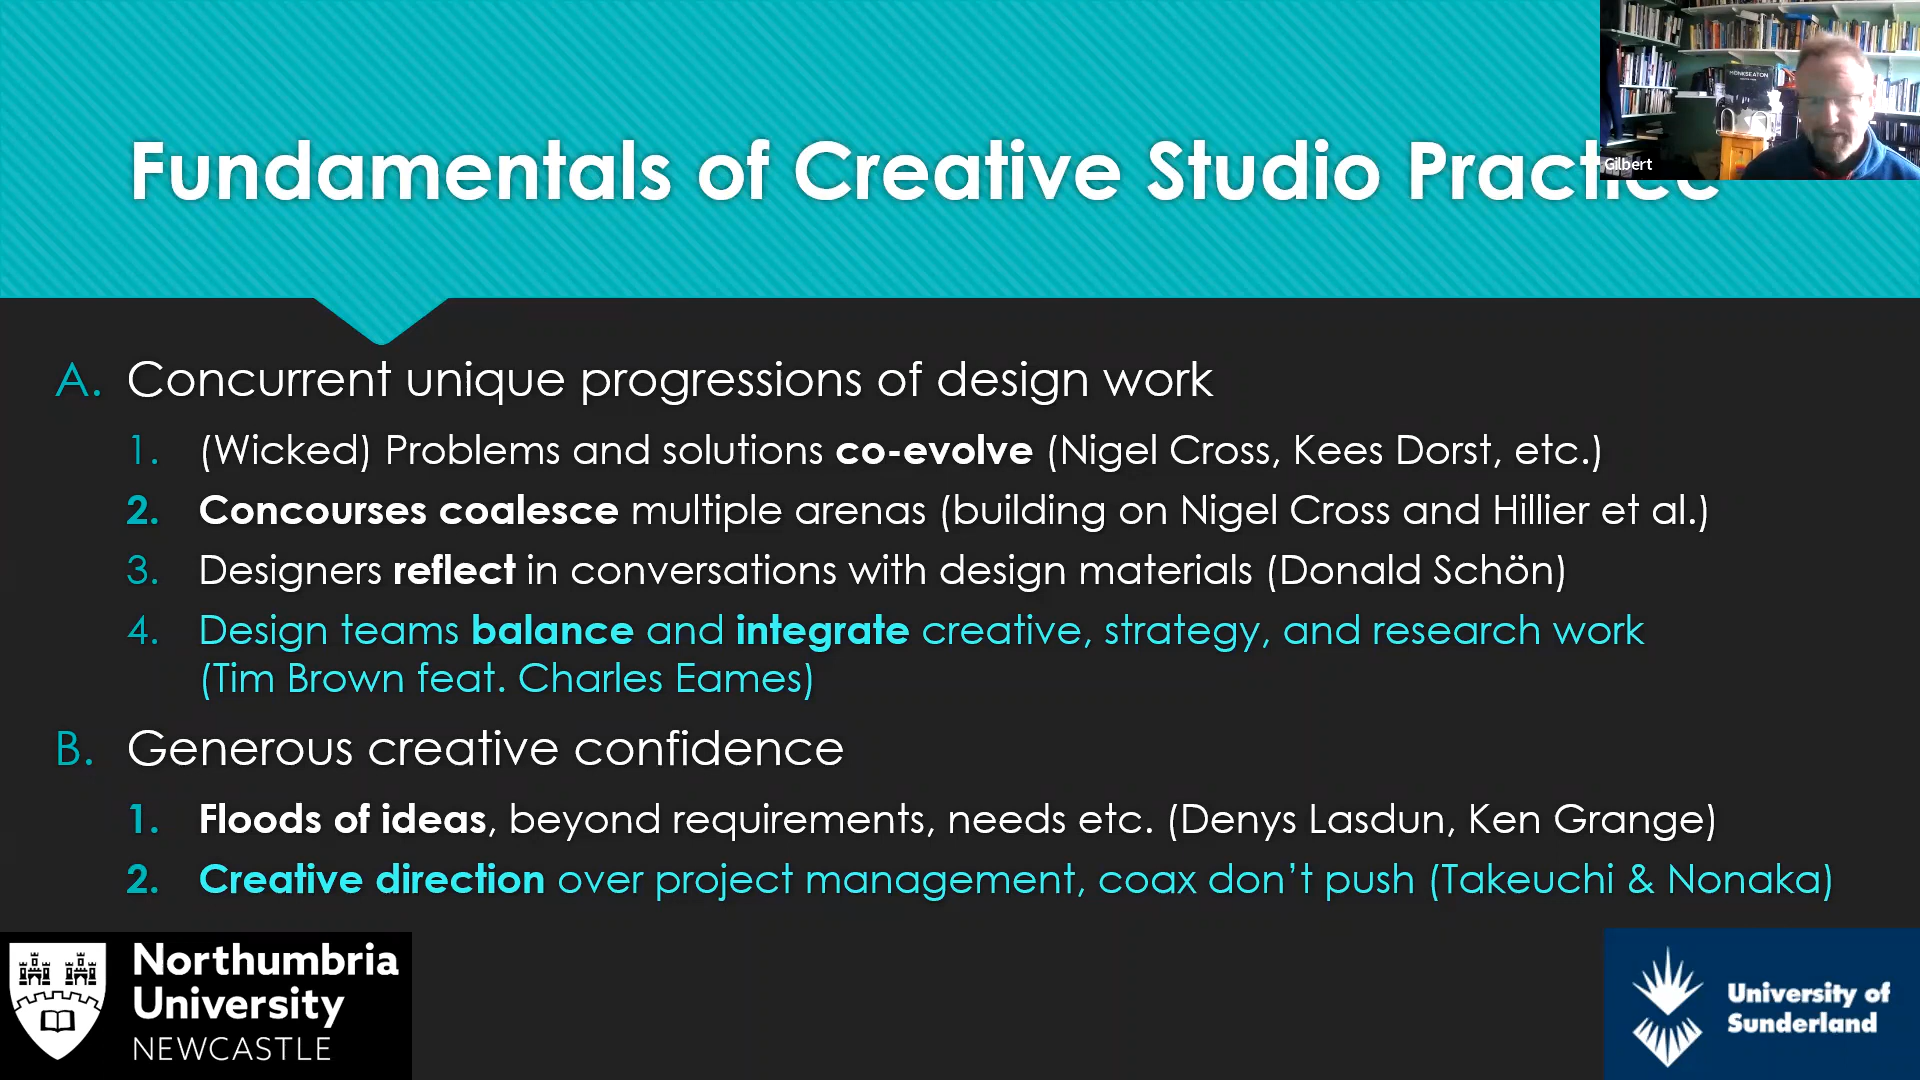 Fundamentals of Creative Studio Practice
MONKSEATON
Gilbert
A. Concurrent unique progressions of design work
1. (Wicked) Problems and solutions co-evolve (Nigel Cross, Kees Dorst, etc.)
2. Concourses coalesce multiple arenas (building on Nigel Cross and Hillier et al.)
3. Designers reflect in conversations with design materials (Donald Schön)
4. Design teams balance and integrate creative, strategy, and research work
(Tim Brown feat. Charles Eames)
B. Generous creative confidence
1. Floods of ideas, beyond requirements, needs etc. (Denys Lasdun, Ken Grange)
2. Creative direction over project management, coax don’t push (Takeuchi & Nonaka)
Northumbria
University
NEWCASTLE
University of
Sunderland